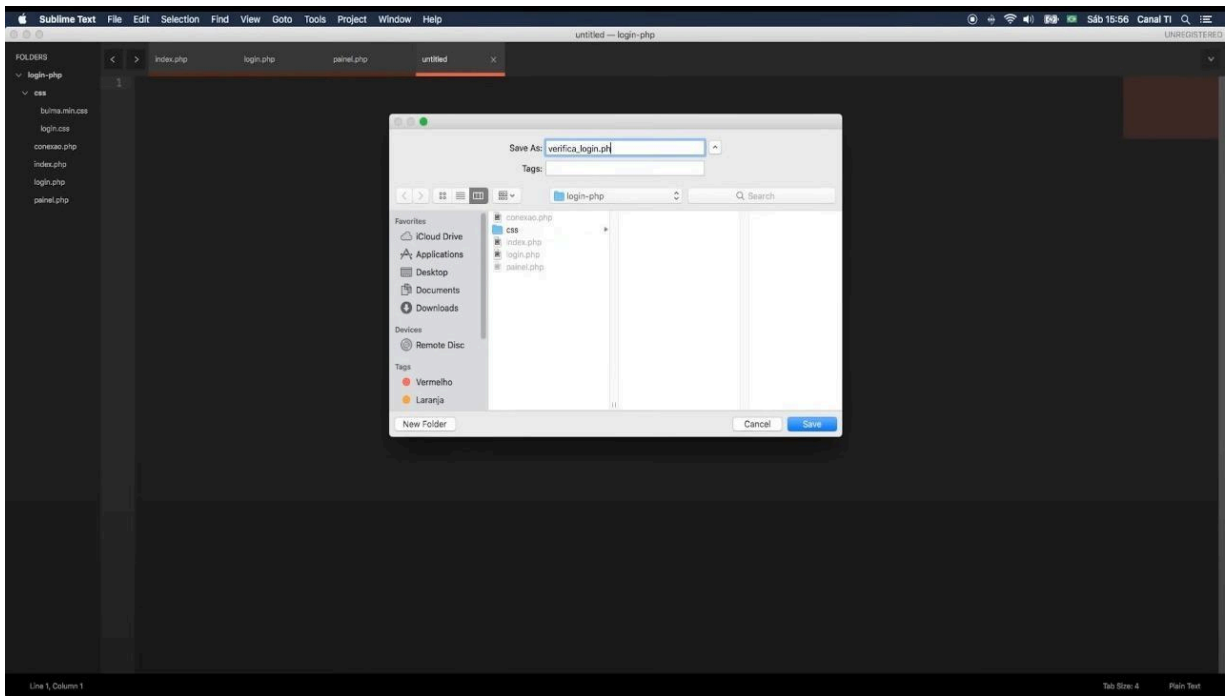 Sublime Text File Edit Selection Find View Goto Tools Project Window Help Sáb 15:56 Canal TI
untitled — login-php UNREGISTERED
FOLDERS
login-php
css
bulma.min.css
login.css
conexao.php
index.php
login.php
painel.php
index.php login.php painel.php untitled
1
Save As: verifica_login.ph
Tags:
login-php Search
Favorites
iCloud Drive
Applications
Desktop
Documents
Downloads
Devices
Remote Disc
Tags
Vermelho
Laranja
conexao.php
css
index.php
login.php
painel.php
New Folder Cancel Save
Line 1, Column 1 Tab Size: 4 Plain Text